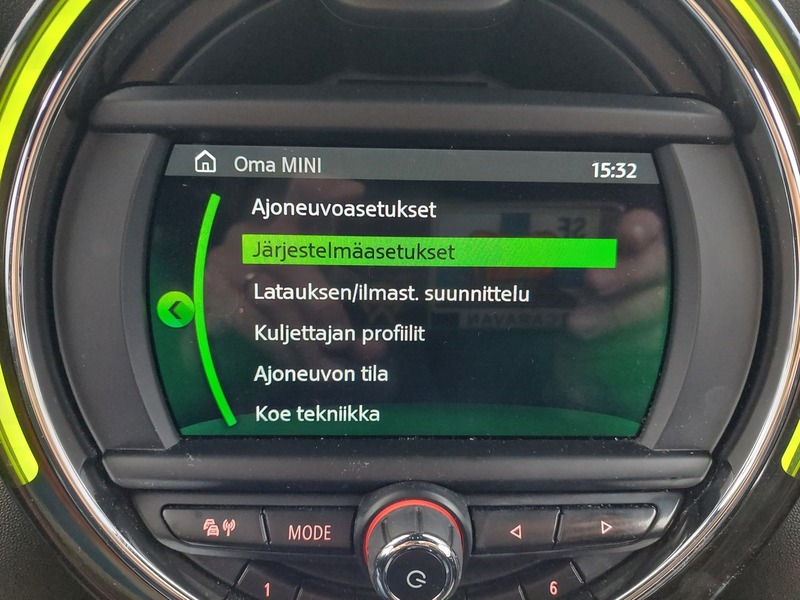 Oma MINI 15:32
Ajoneuvoasetukset
Järjestelmäasetukset
Latauksen/ilmast. suunnittelu
Kuljettajan profiilit
Ajoneuvon tila
Koe tekniikka
MODE
1 6